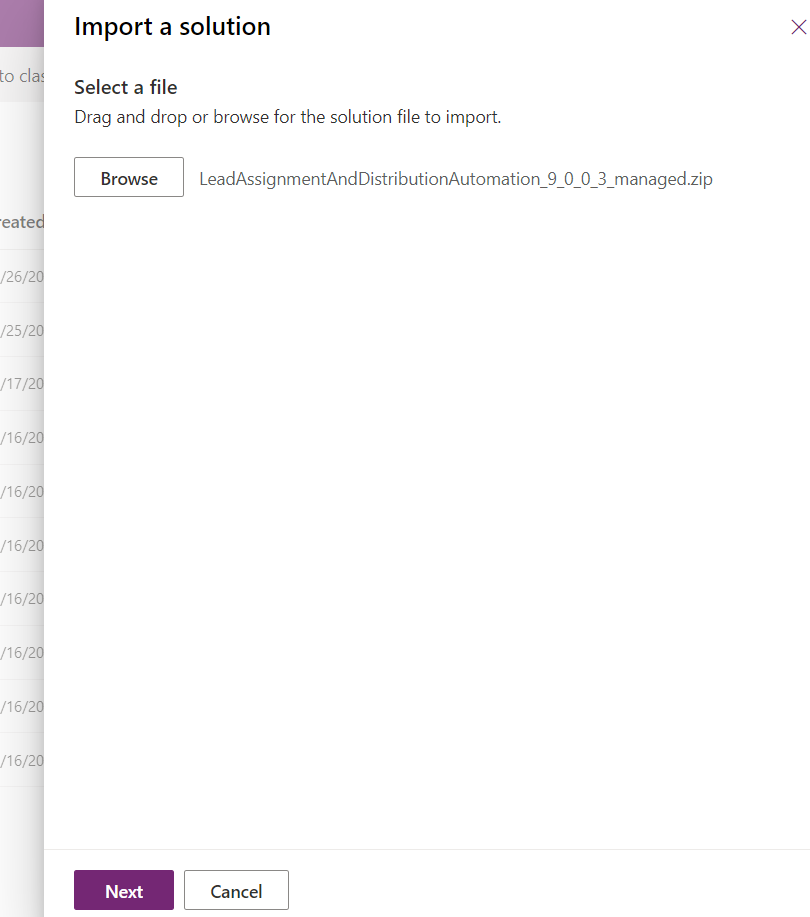 Import a solution
to clas
Select a file
Drag and drop or browse for the solution file to import.
Browse
LeadAssignmentAndDistributionAutomation_9_0_0_3_managed.zip
reated
/26/20
/25/20
/17/20
/16/20
/16/20
/16/20
/16/20
/16/20
/16/20
/16/20
Next
Cancel